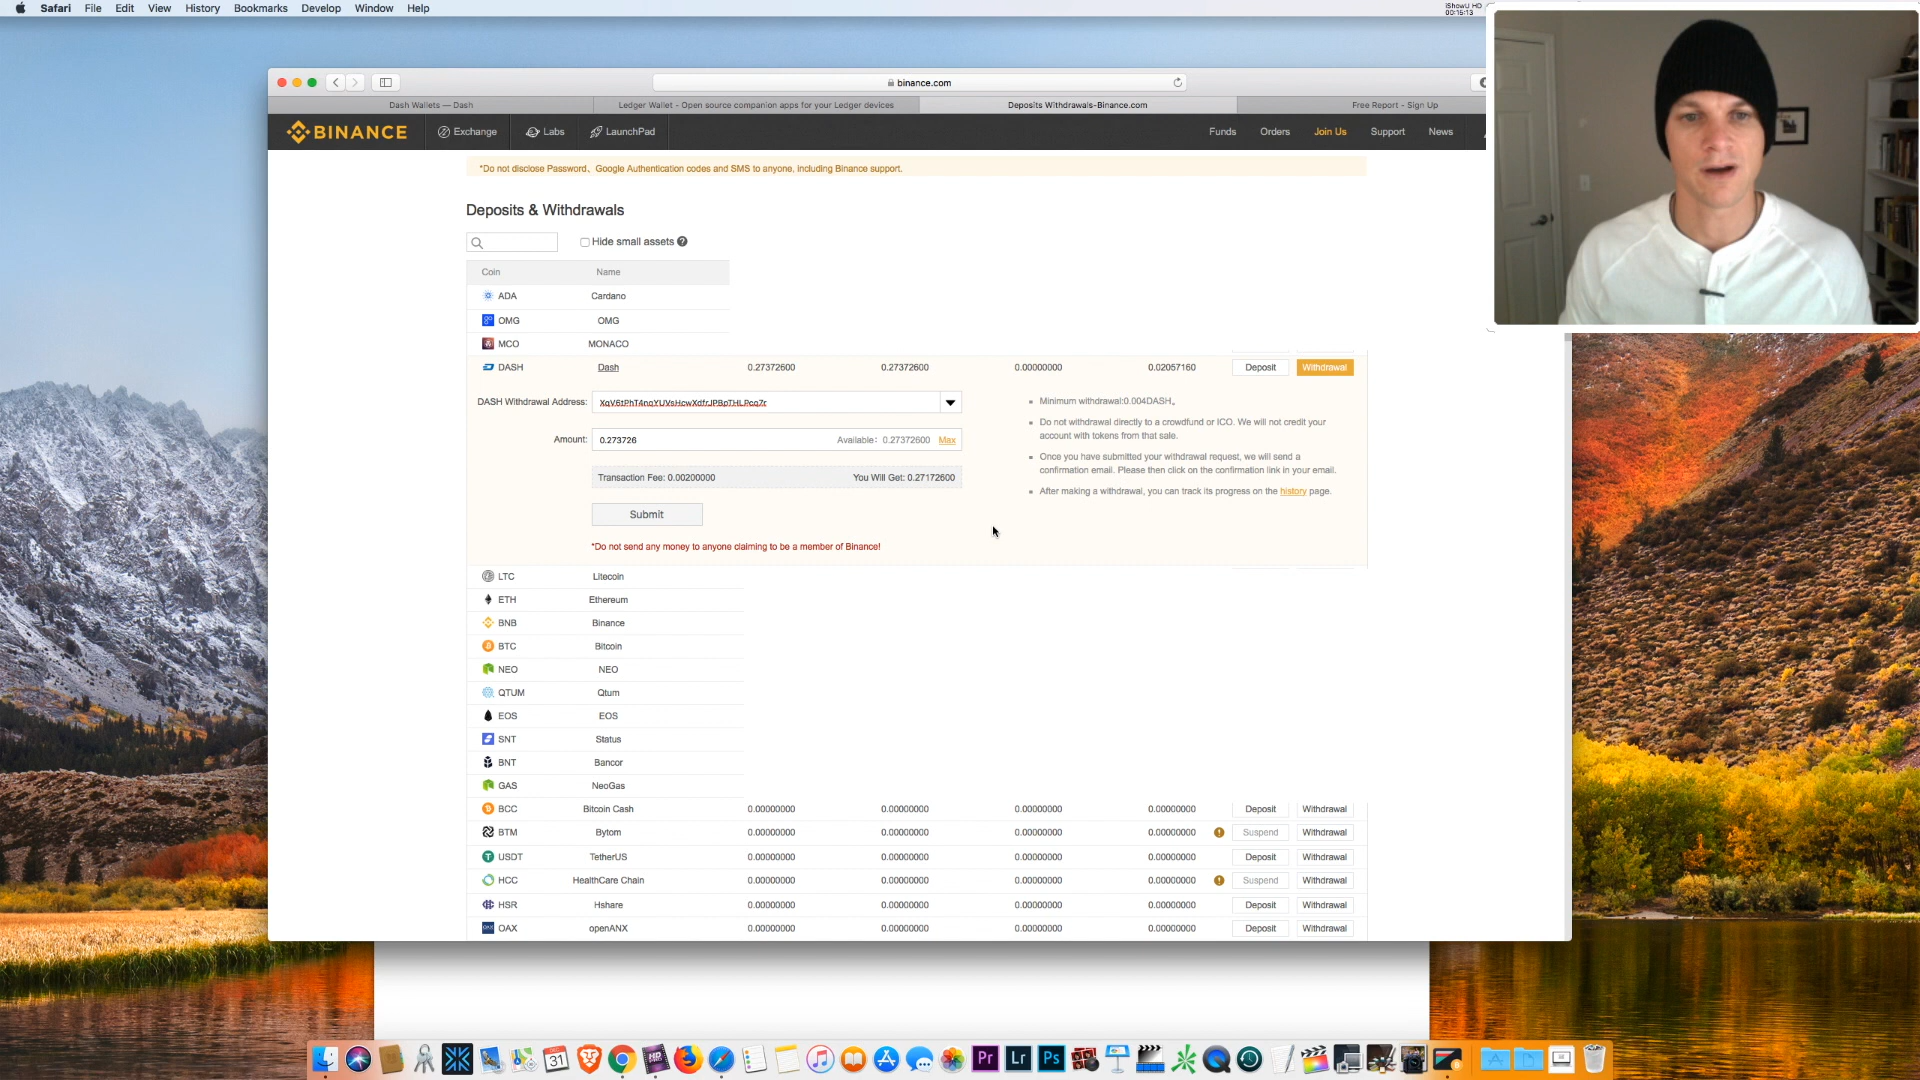 Safari File Edit View History Bookmarks Develop Window Help
iShowU HD
00:15:13
binance.com
Dash Wallets — Dash
Ledger Wallet - Open source companion apps for your Ledger devices
Deposits Withdrawals-Binance.com
Free Report - Sign Up
BINANCE Exchange Labs LaunchPad Funds Orders Join Us Support News
*Do not disclose Password、Google Authentication codes and SMS to anyone, including Binance support.
Deposits & Withdrawals
Hide small assets ?
Coin Name
ADA Cardano
OMG OMG
MCO MONACO
DASH Dash 0.27372600 0.27372600 0.00000000 0.02057160 Deposit Withdrawal
DASH Withdrawal Address:
Amount: 0.273726 Available: 0.27372600 Max
Transaction Fee: 0.00200000 You Will Get: 0.27172600
Submit
*Do not send any money to anyone claiming to be a member of Binance!
Minimum withdrawal:0.004DASH。
Do not withdrawal directly to a crowdfund or ICO. We will not credit your
account with tokens from that sale.
Once you have submitted your withdrawal request, we will send a
confirmation email. Please then click on the confirmation link in your email.
After making a withdrawal, you can track its progress on the history page.
LTC Litecoin
ETH Ethereum
BNB Binance
BTC Bitcoin
NEO NEO
QTUM Qtum
EOS EOS
SNT Status
BNT Bancor
GAS NeoGas
BCC Bitcoin Cash 0.00000000 0.00000000 0.00000000 0.00000000 Deposit Withdrawal
BTM Bytom 0.00000000 0.00000000 0.00000000 0.00000000 Suspend Withdrawal
USDT TetherUS 0.00000000 0.00000000 0.00000000 0.00000000 Deposit Withdrawal
HCC HealthCare Chain 0.00000000 0.00000000 0.00000000 0.00000000 Suspend Withdrawal
HSR Hshare 0.00000000 0.00000000 0.00000000 0.00000000 Deposit Withdrawal
OAX openANX 0.00000000 0.00000000 0.00000000 0.00000000 Deposit Withdrawal
31
Pr Lr Ps